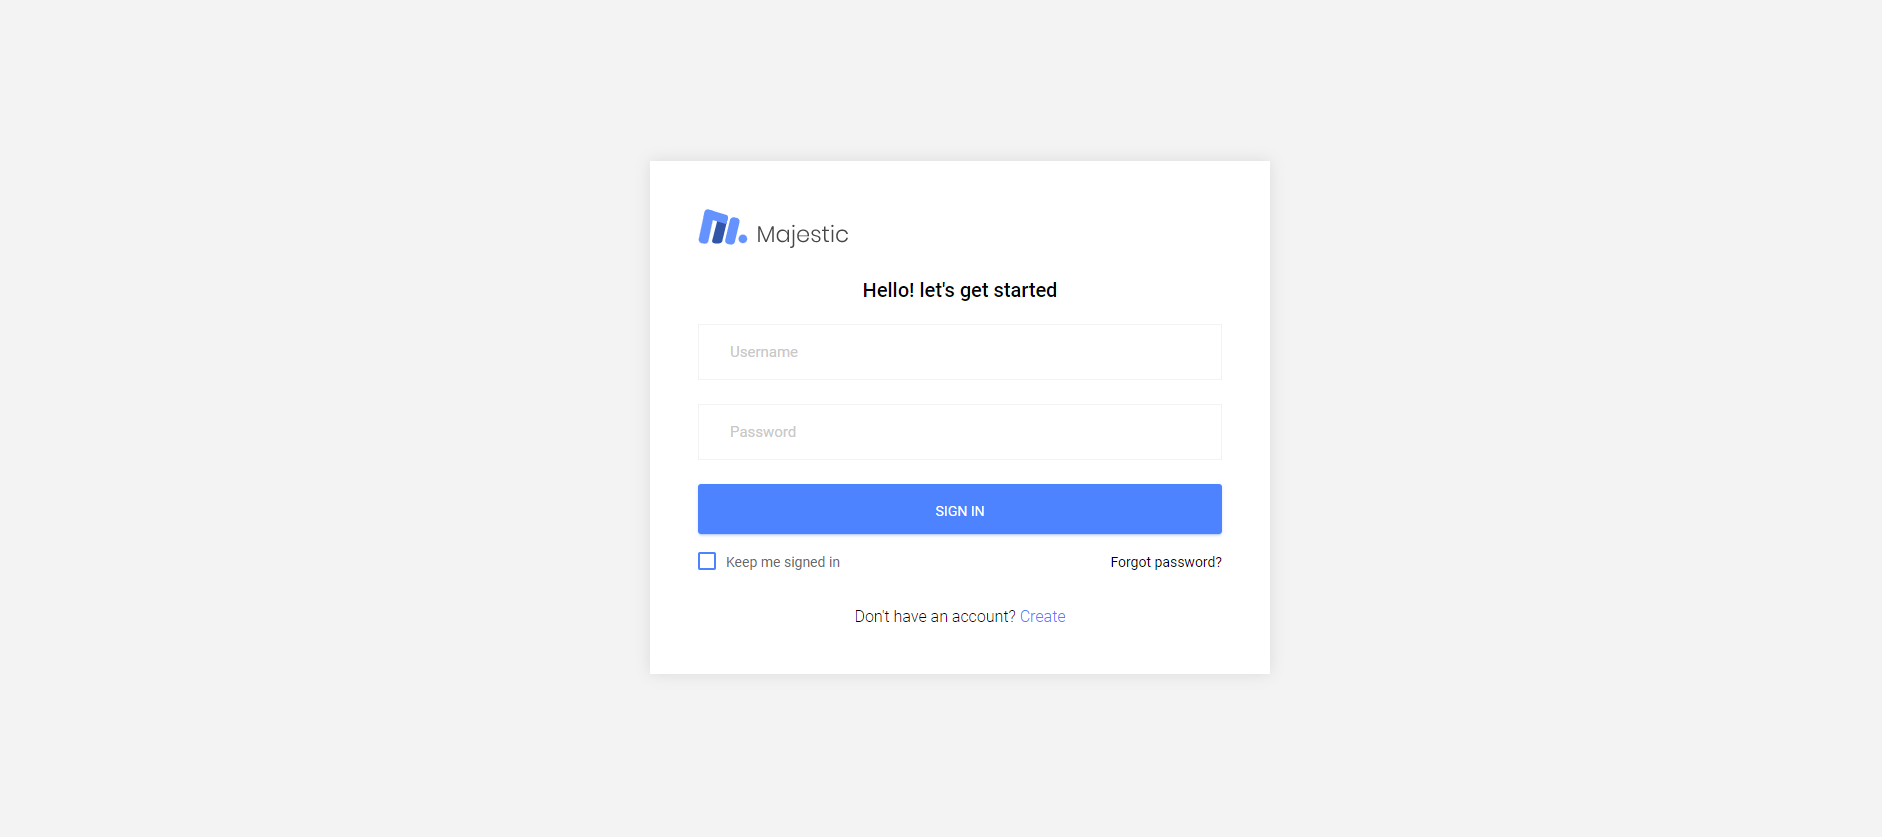 Majestic
Hello! let's get started
Username
Password
SIGN IN
Keep me signed in
Forgot password?
Don't have an account? Create